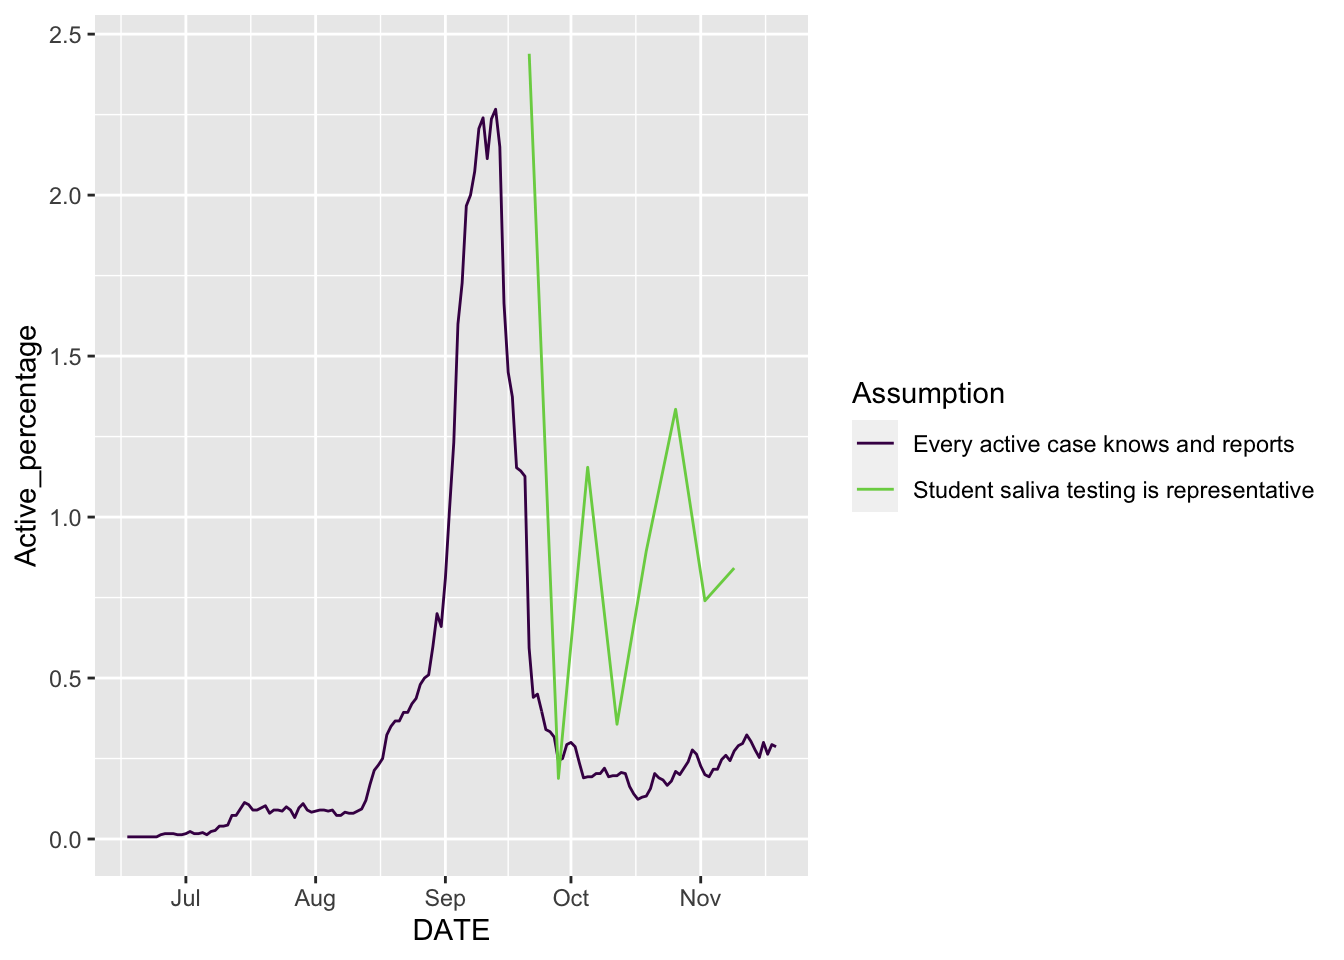 2.5
2.0
1.5
1.0
0.5
0.0
Active_percentage
Jul Aug Sep Oct Nov
DATE
Assumption
Every active case knows and reports
Student saliva testing is representative